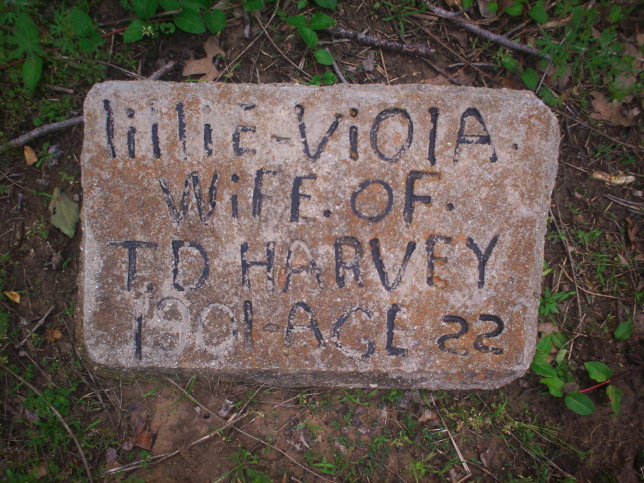 lillie-Viola.
Wife.of.
T.D HARVEY
1901-AGE 22